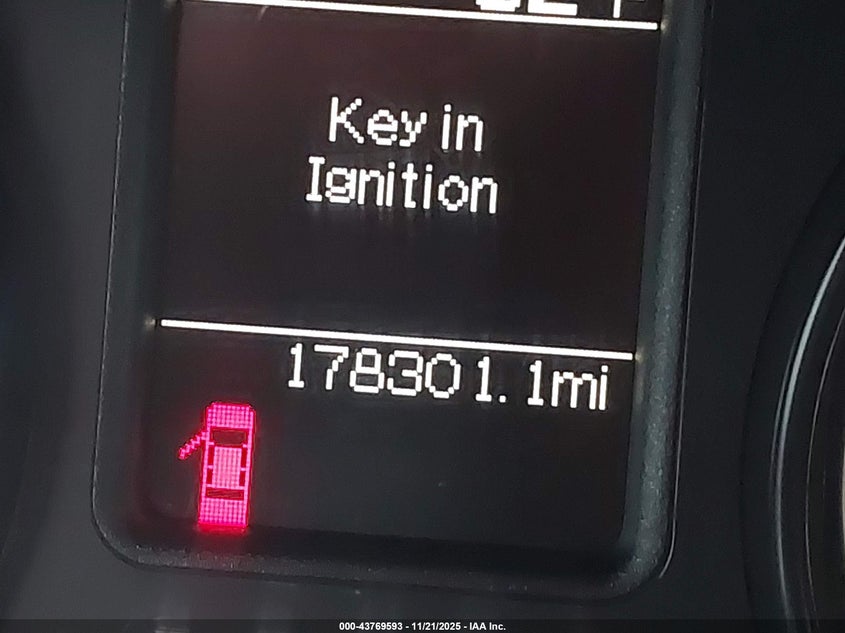 Key in
Ignition
178301.1mi
000-43769593 - 11/21/2025 - IAA Inc.